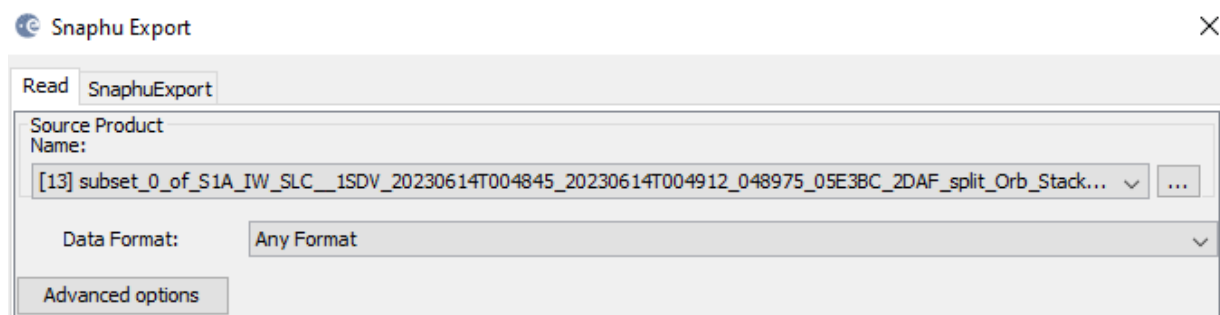 Snaphu Export
Read SnaphuExport
Source Product
Name:
[13] subset_0_of_S1A_IW_SLC__1SDV_20230614T004845_20230614T004912_048975_05E3BC_2DAF_split_Orb_Stack... ...
Data Format: Any Format
Advanced options